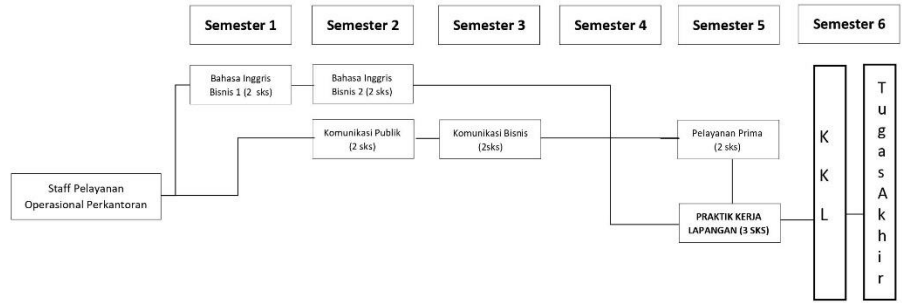 Semester 1
Semester 2
Semester 3
Semester 4
Semester 5
Semester 6
Bahasa Inggris
Bisnis 1 (2 sks)
Bahasa Inggris
Bisnis 2 (2 sks)
Komunikasi Publik
(2 sks)
Komunikasi Bisnis
(2sks)
Pelayanan Prima
(2 sks)
Staff Pelayanan
Operasional Perkantoran
PRAKTIK KERJA
LAPANGAN (3 SKS)
K
K
L
T
u
g
a
s
A
k
h
i
r